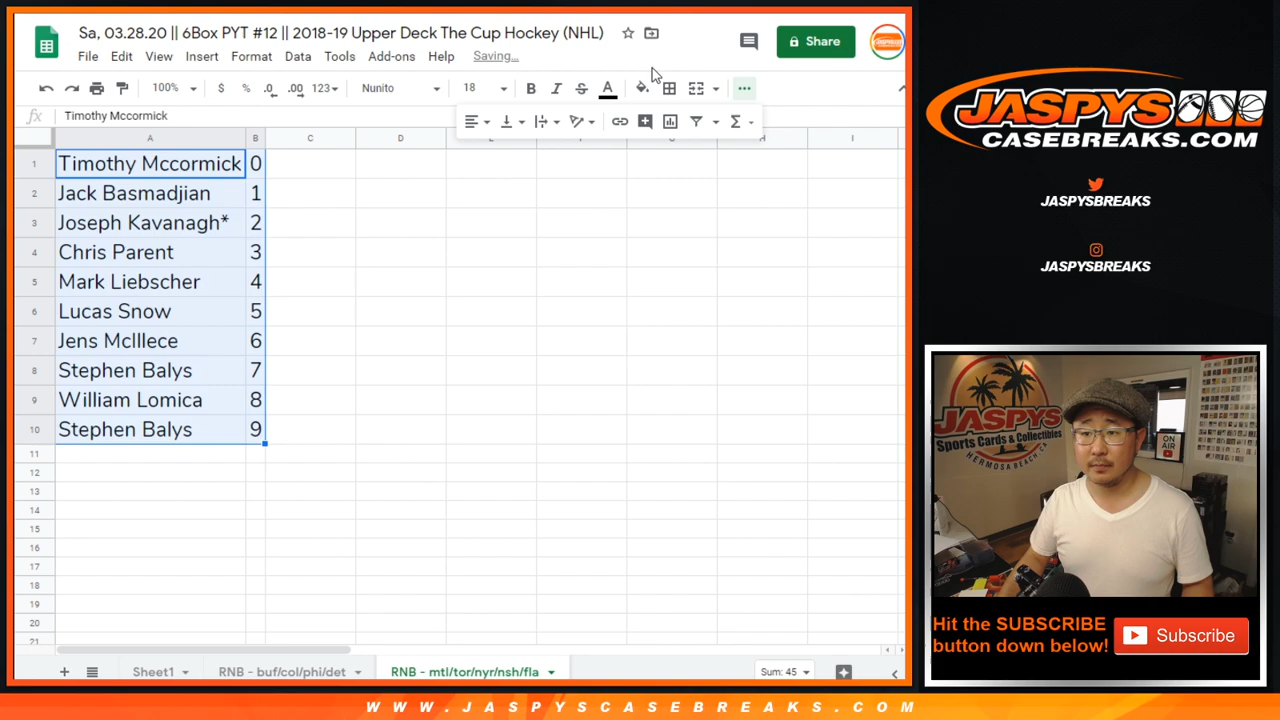 Sa, 03.28.20 || 6Box PYT #12 || 2018-19 Upper Deck The Cup Hockey (NHL)
File Edit View Insert Format Data Tools Add-ons Help Saving...
Share
100% $ % .0 .00 123 Nunito 18 B I S A
fx Timothy Mccormick
A B C D H I
1 Timothy Mccormick 0
2 Jack Basmadjian 1
3 Joseph Kavanagh* 2
4 Chris Parent 3
5 Mark Liebscher 4
6 Lucas Snow 5
7 Jens McIllece 6
8 Stephen Balys 7
9 William Lomica 8
10 Stephen Balys 9
11
12
13
14
15
16
17
18
19
20
21
Sheet1 RNB - buf/col/phi/det RNB - mtl/tor/nyr/nsh/fla Sum: 45
JASPYS
CASEBREAKS.COM
JASPYSBREAKS
JASPYSBREAKS
JASPYS
Sports Cards & Collectibles
HERMOSA BEACH, CA
ON
AIR
Hit the SUBSCRIBE
button down below!
Subscribe
WWW.JASPYSCASEBREAKS.COM